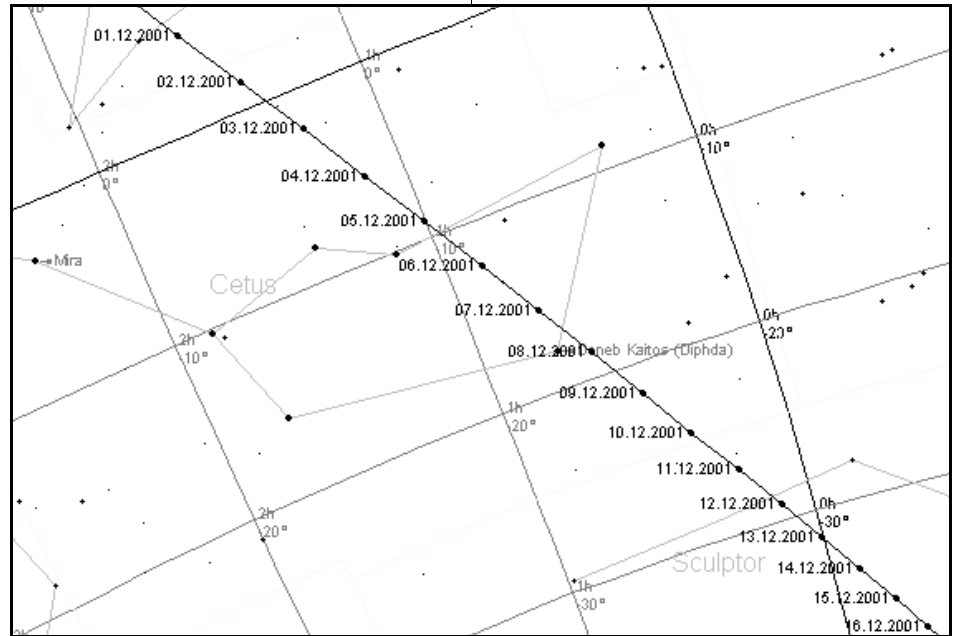 01.12.2001
02.12.2001
1h
0°
03.12.2001
0h
-10°
2h
0°
04.12.2001
05.12.2001
1h
-10°
Mira
06.12.2001
Cetus
07.12.2001
0h
-20°
2h
-10°
08.12.2001 Deneb Kaitos (Diphda)
09.12.2001
1h
-20°
10.12.2001
11.12.2001
12.12.2001
0h
-30°
2h
-20°
13.12.2001
Sculptor
14.12.2001
1h
-30°
15.12.2001
16.12.2001